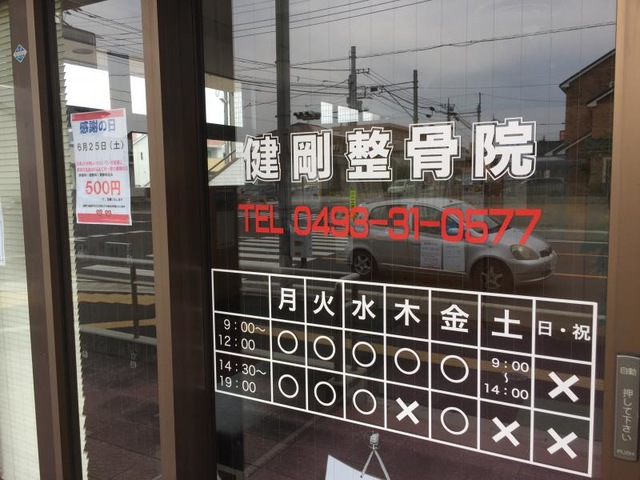 感謝の日
6月25日(土)
500円
健剛整骨院
TEL 0493-31-0577
月 火 水 木 金 土 日・祝
9:00〜 12:00 ○ ○ ○ ○ ○ 9:00 〜 14:00 ×
14:30〜 19:00 ○ ○ ○ × ○ × ×
自動
押して下さい
PUSH